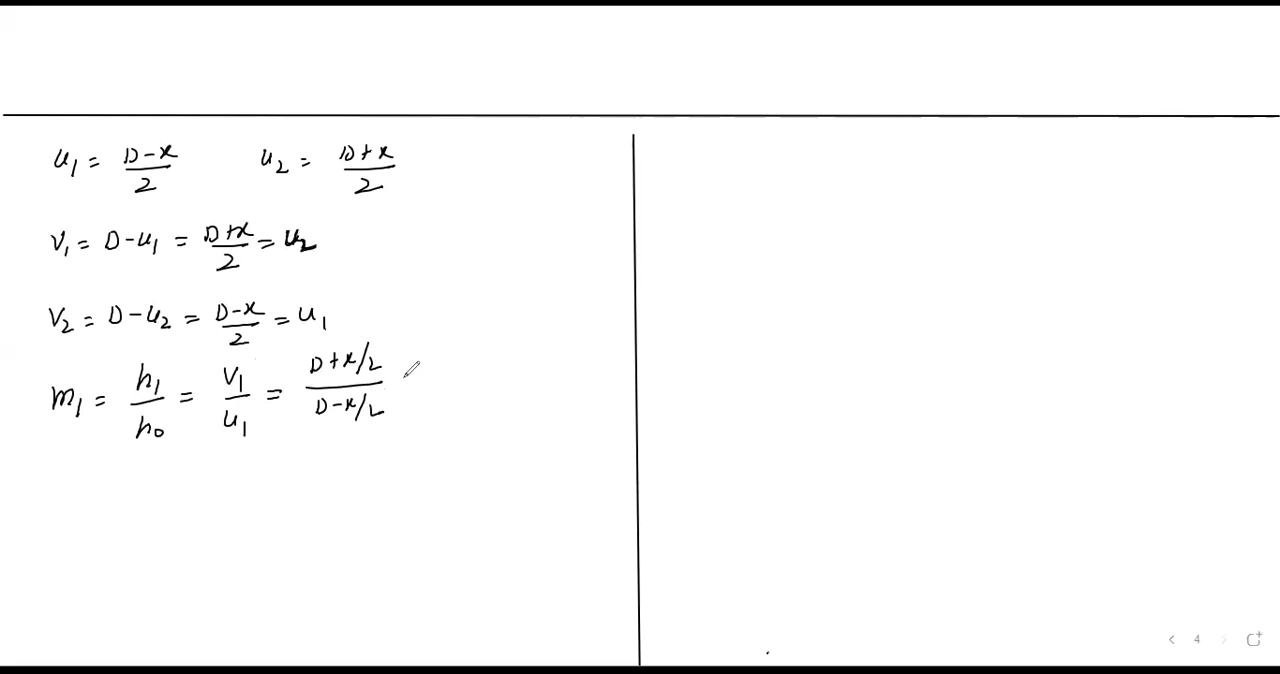 u₁ = (D-x)/2    u₂ = (D+x)/2
V₁ = D-u₁ = (D+x)/2 = u₂
V₂ = D-u₂ = (D-x)/2 = u₁
m₁ = h₁/h₀ = V₁/u₁ = (D+x/2)/(D-x/2)
< 4 >